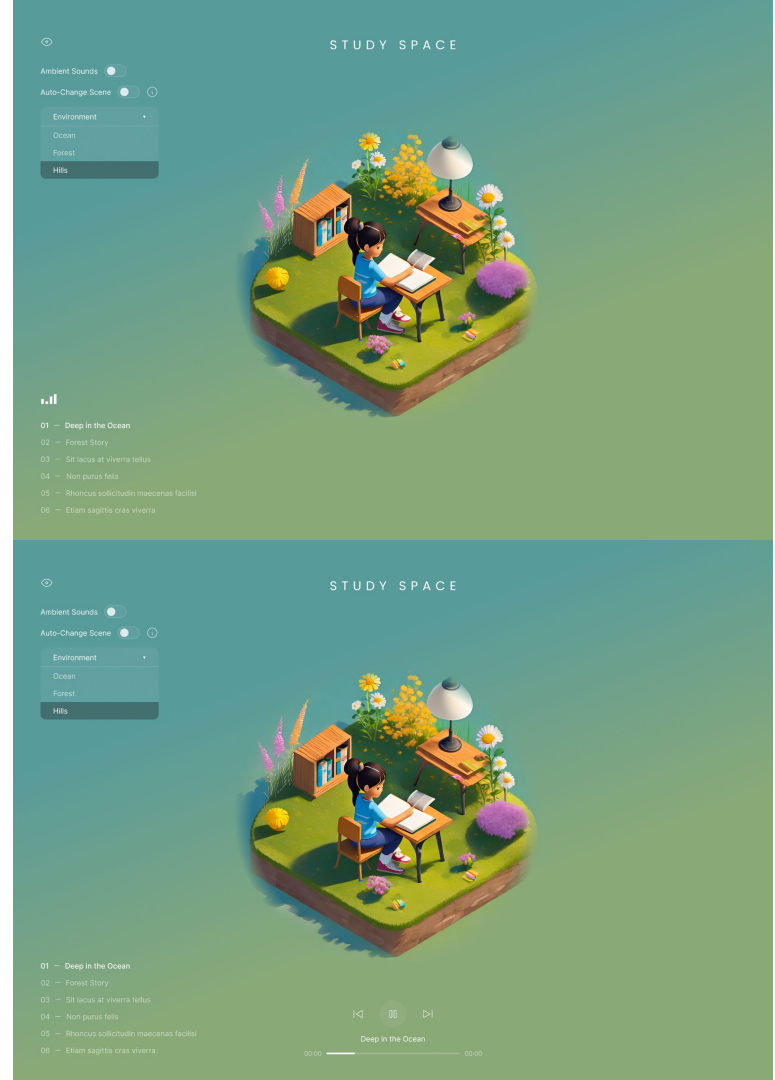 STUDY SPACE
Ambient Sounds
Auto-Change Scene
Environment
Ocean
Forest
Hills
01 — Deep in the Ocean
02 — Forest Story
03 — Sit lacus at viverra tellus
04 — Non purus felis
05 — Rhoncus sollicitudin maecenas facilisi
06 — Etiam sagittis cras viverra
STUDY SPACE
Ambient Sounds
Auto-Change Scene
Environment
Ocean
Forest
Hills
01 — Deep in the Ocean
02 — Forest Story
03 — Sit lacus at viverra tellus
04 — Non purus felis
05 — Rhoncus sollicitudin maecenas facilisi
06 — Etiam sagittis cras viverra
Deep in the Ocean
00:00 00:00